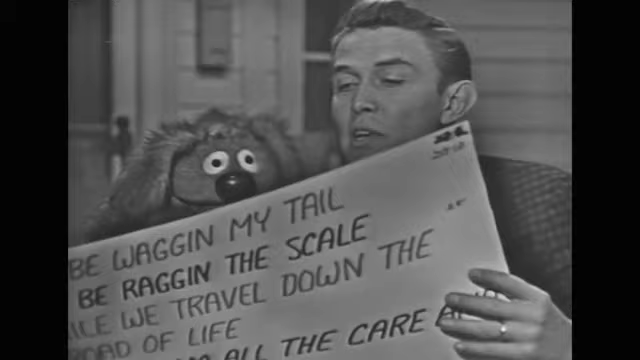 BE WAGGIN MY TAIL
BE RAGGIN THE SCALE
WE TRAVEL DOWN THE
ROAD OF LIFE
ALL THE CARE